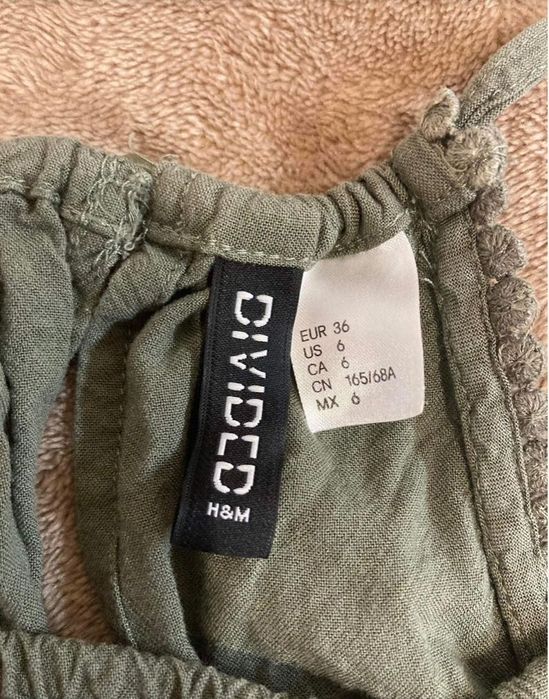 DIVIDED
H&M
EUR 36
US 6
CA 6
CN 165/68A
MX 6